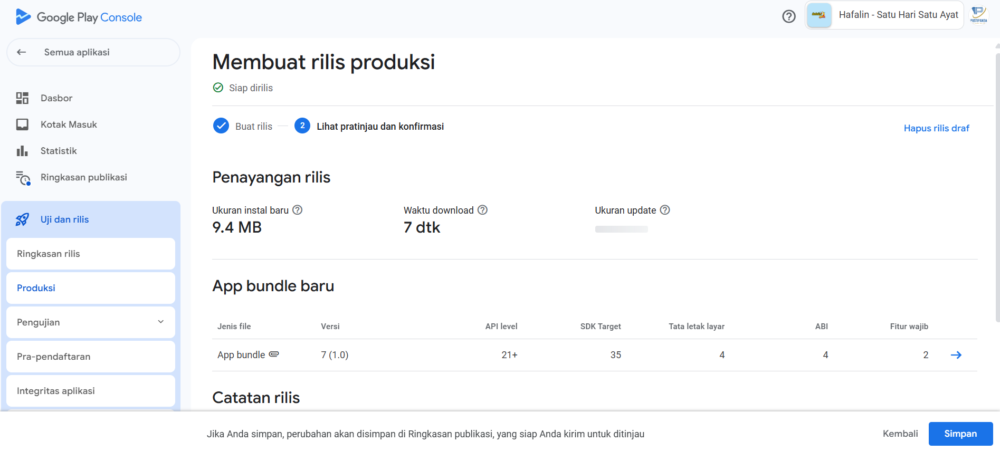 Google Play Console
Hafalin - Satu Hari Satu Ayat
PUSTIPANDA
Semua aplikasi
Dasbor
Kotak Masuk
Statistik
Ringkasan publikasi
Uji dan rilis
Ringkasan rilis
Produksi
Pengujian
Pra-pendaftaran
Integritas aplikasi
Membuat rilis produksi
Siap dirilis
Buat rilis
2 Lihat pratinjau dan konfirmasi
Hapus rilis draf
Penayangan rilis
Ukuran instal baru Waktu download Ukuran update
9.4 MB 7 dtk
App bundle baru
Jenis file Versi API level SDK Target Tata letak layar ABI Fitur wajib
App bundle 7 (1.0) 21+ 35 4 4 2
Catatan rilis
Jika Anda simpan, perubahan akan disimpan di Ringkasan publikasi, yang siap Anda kirim untuk ditinjau
Kembali Simpan